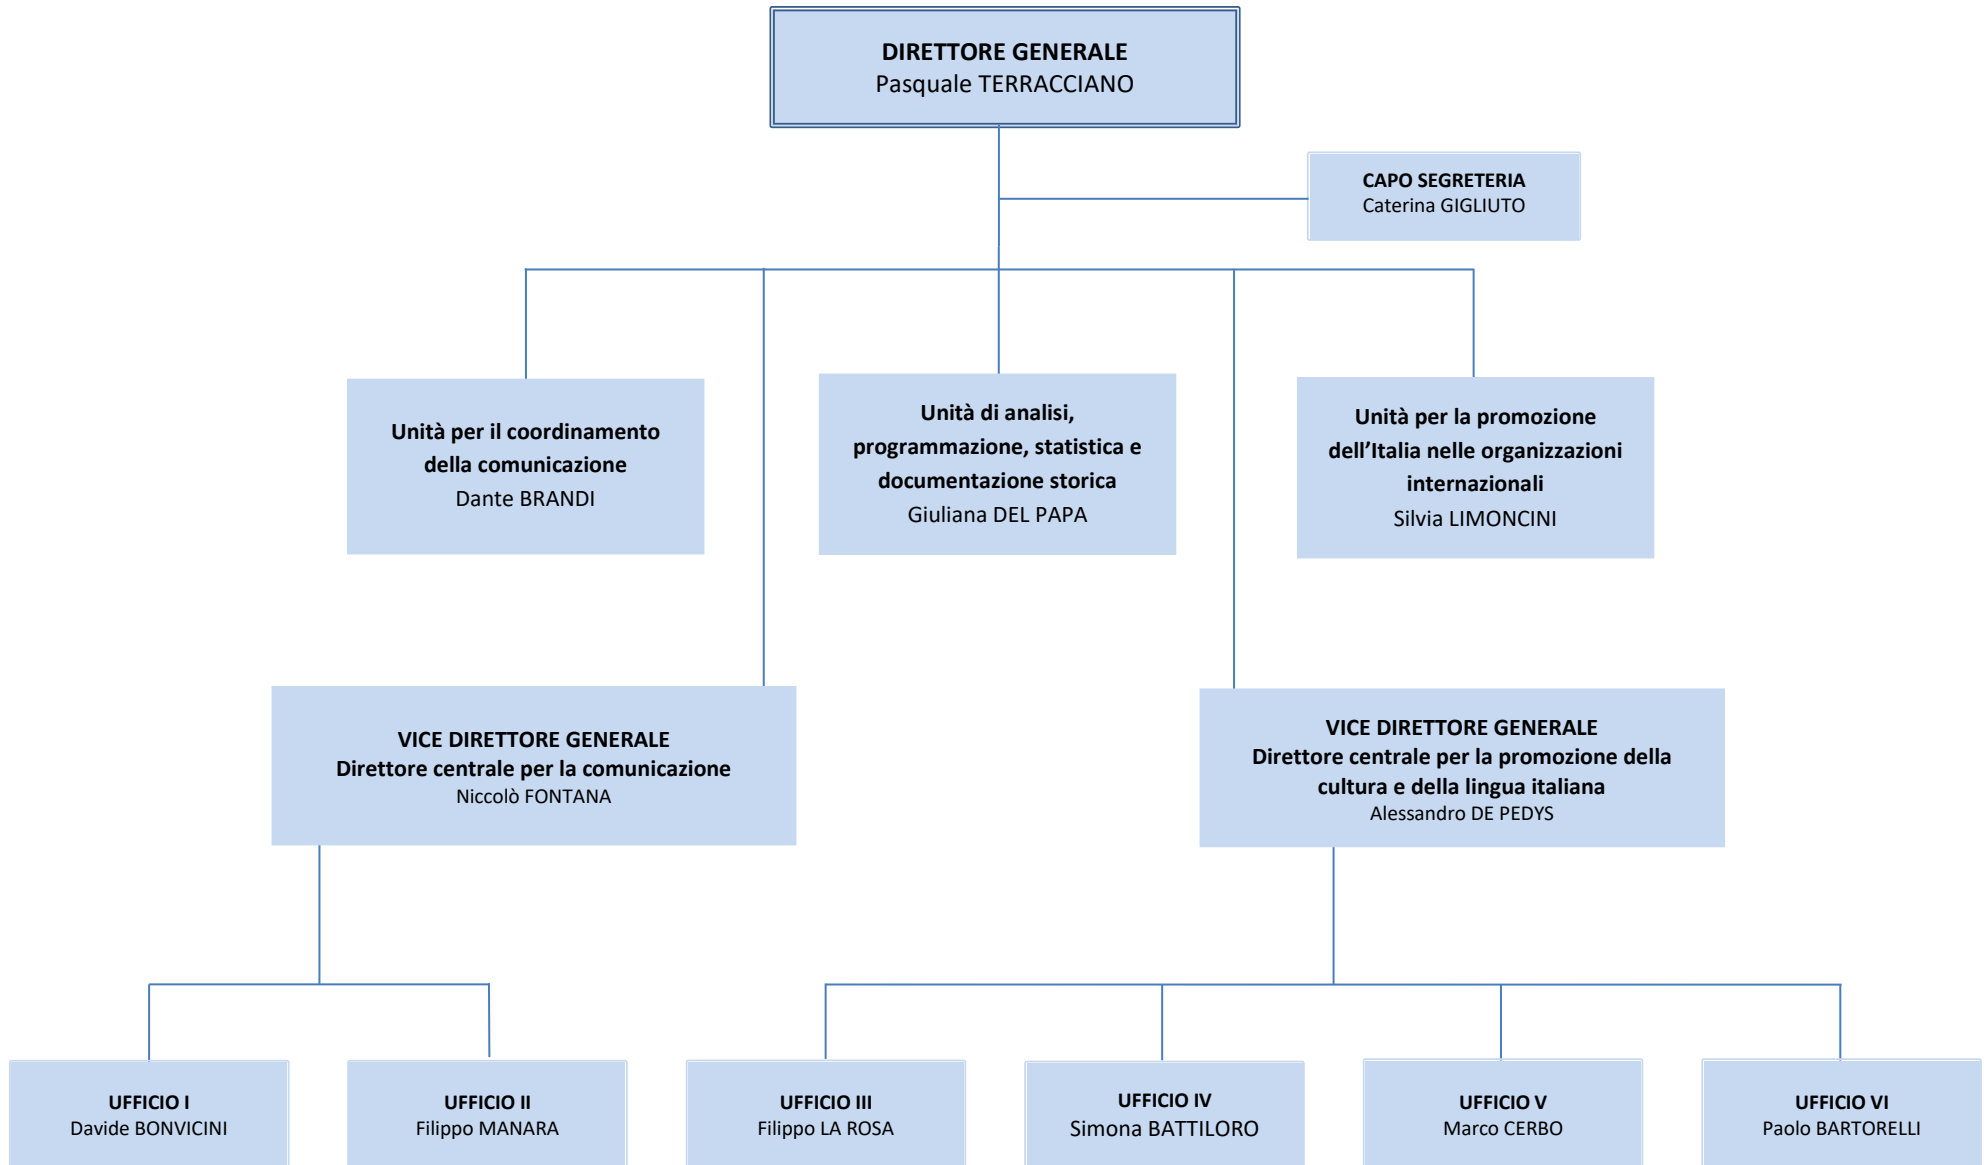 DIRETTORE GENERALE
Pasquale TERRACCIANO
CAPO SEGRETERIA
Caterina GIGLIUTO
Unità per il coordinamento
della comunicazione
Dante BRANDI
Unità di analisi,
programmazione, statistica e
documentazione storica
Giuliana DEL PAPA
Unità per la promozione
dell’Italia nelle organizzazioni
internazionali
Silvia LIMONCINI
VICE DIRETTORE GENERALE
Direttore centrale per la comunicazione
Niccolò FONTANA
VICE DIRETTORE GENERALE
Direttore centrale per la promozione della
cultura e della lingua italiana
Alessandro DE PEDYS
UFFICIO I
Davide BONVICINI
UFFICIO II
Filippo MANARA
UFFICIO III
Filippo LA ROSA
UFFICIO IV
Simona BATTILORO
UFFICIO V
Marco CERBO
UFFICIO VI
Paolo BARTORELLI